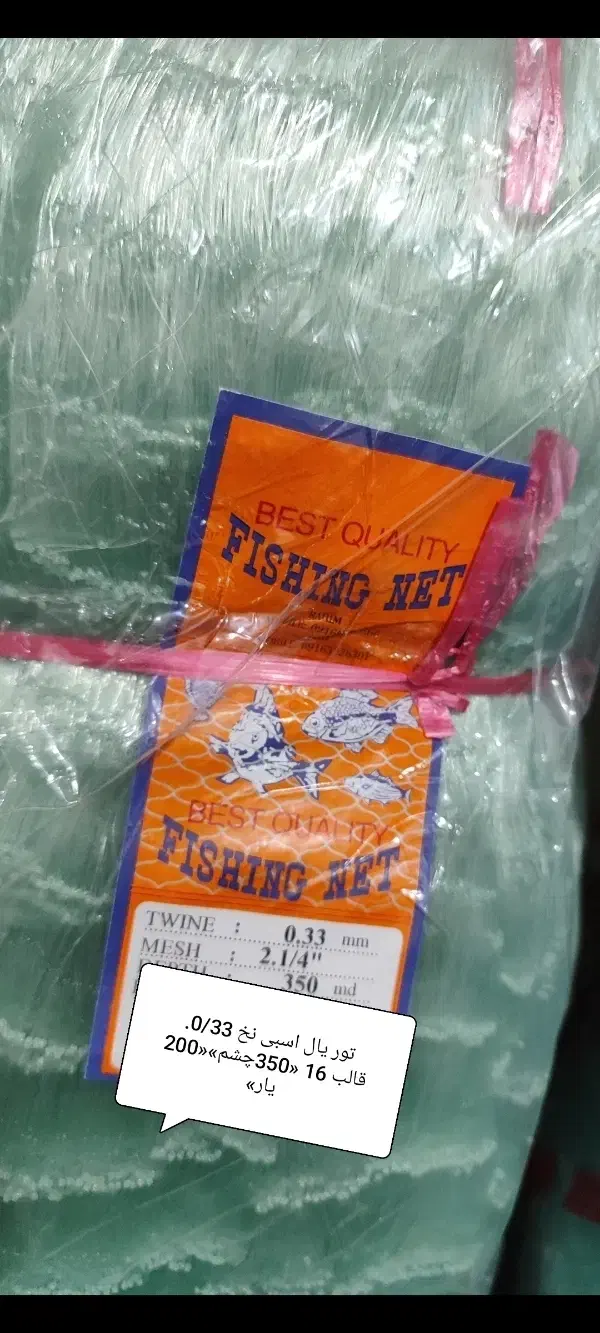 BEST QUALITY
FISHING NET
BEST QUALITY
FISHING NET
TWINE : 0.33 mm
MESH : 2.1/4"
DEPTH : 350 md
تور یال اسبی نخ 0/33.
قالب 16 «350چشم»«200
یار»